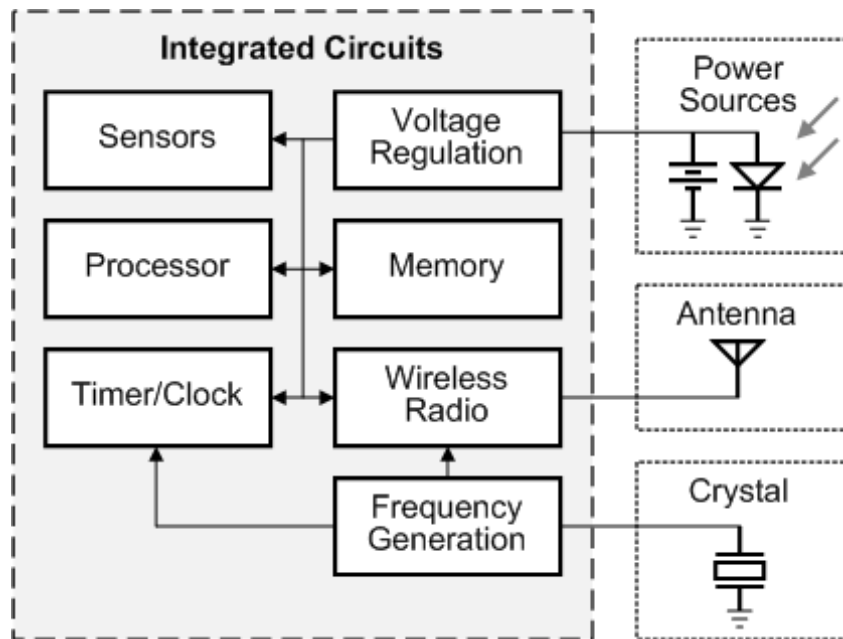 Integrated Circuits
Sensors
Voltage
Regulation
Processor
Memory
Timer/Clock
Wireless
Radio
Frequency
Generation
Power
Sources
Antenna
Crystal